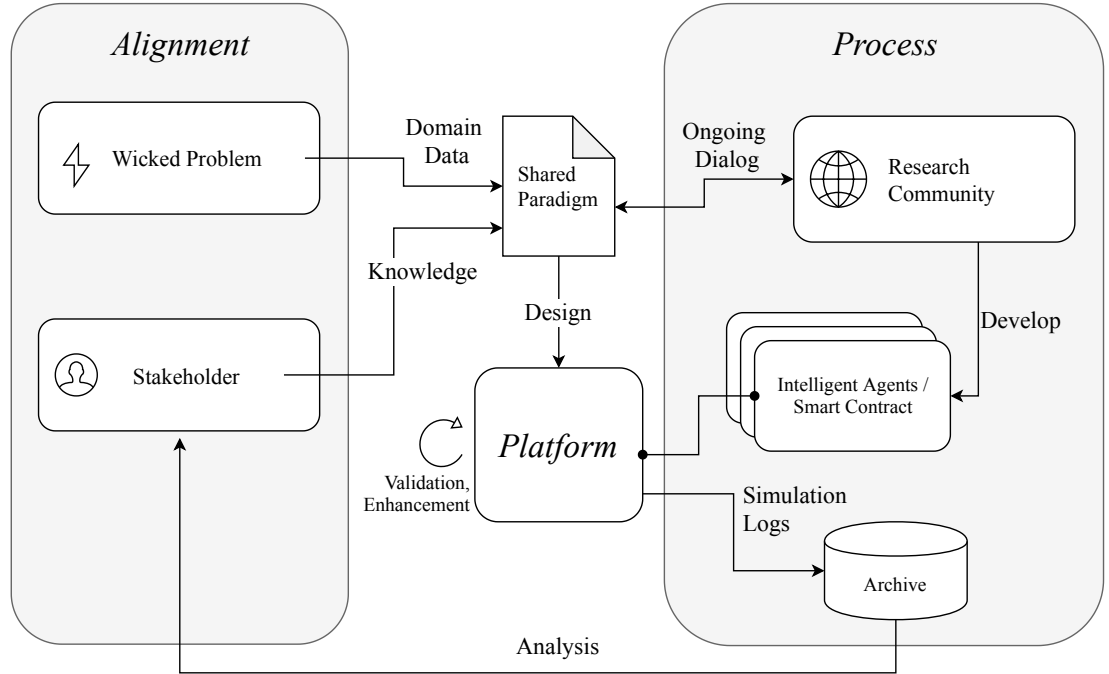 Alignment
Wicked Problem
Stakeholder
Domain
Data
Knowledge
Shared
Paradigm
Design
Platform
Validation,
Enhancement
Process
Ongoing
Dialog
Research
Community
Develop
Intelligent Agents /
Smart Contract
Simulation
Logs
Archive
Analysis